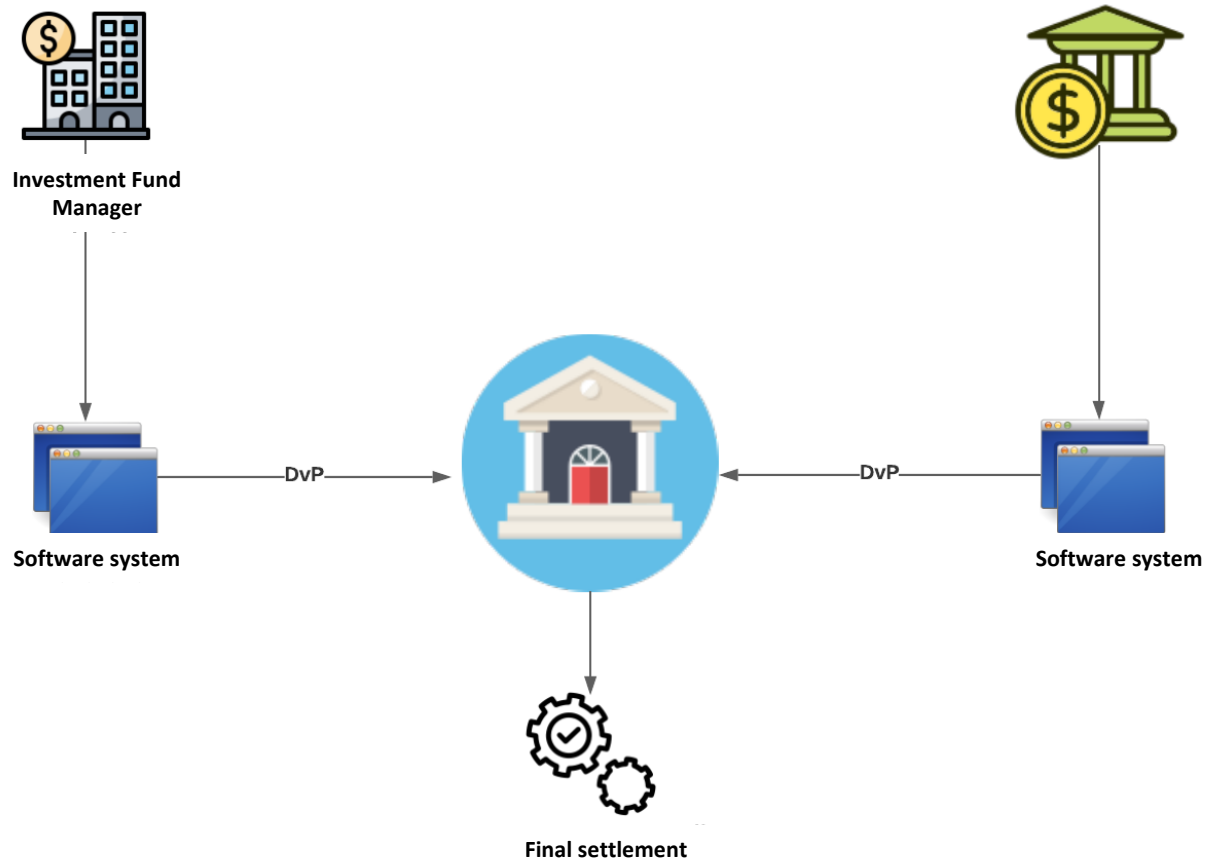 Investment Fund
Manager
DvP
DvP
Software system
Software system
Final settlement